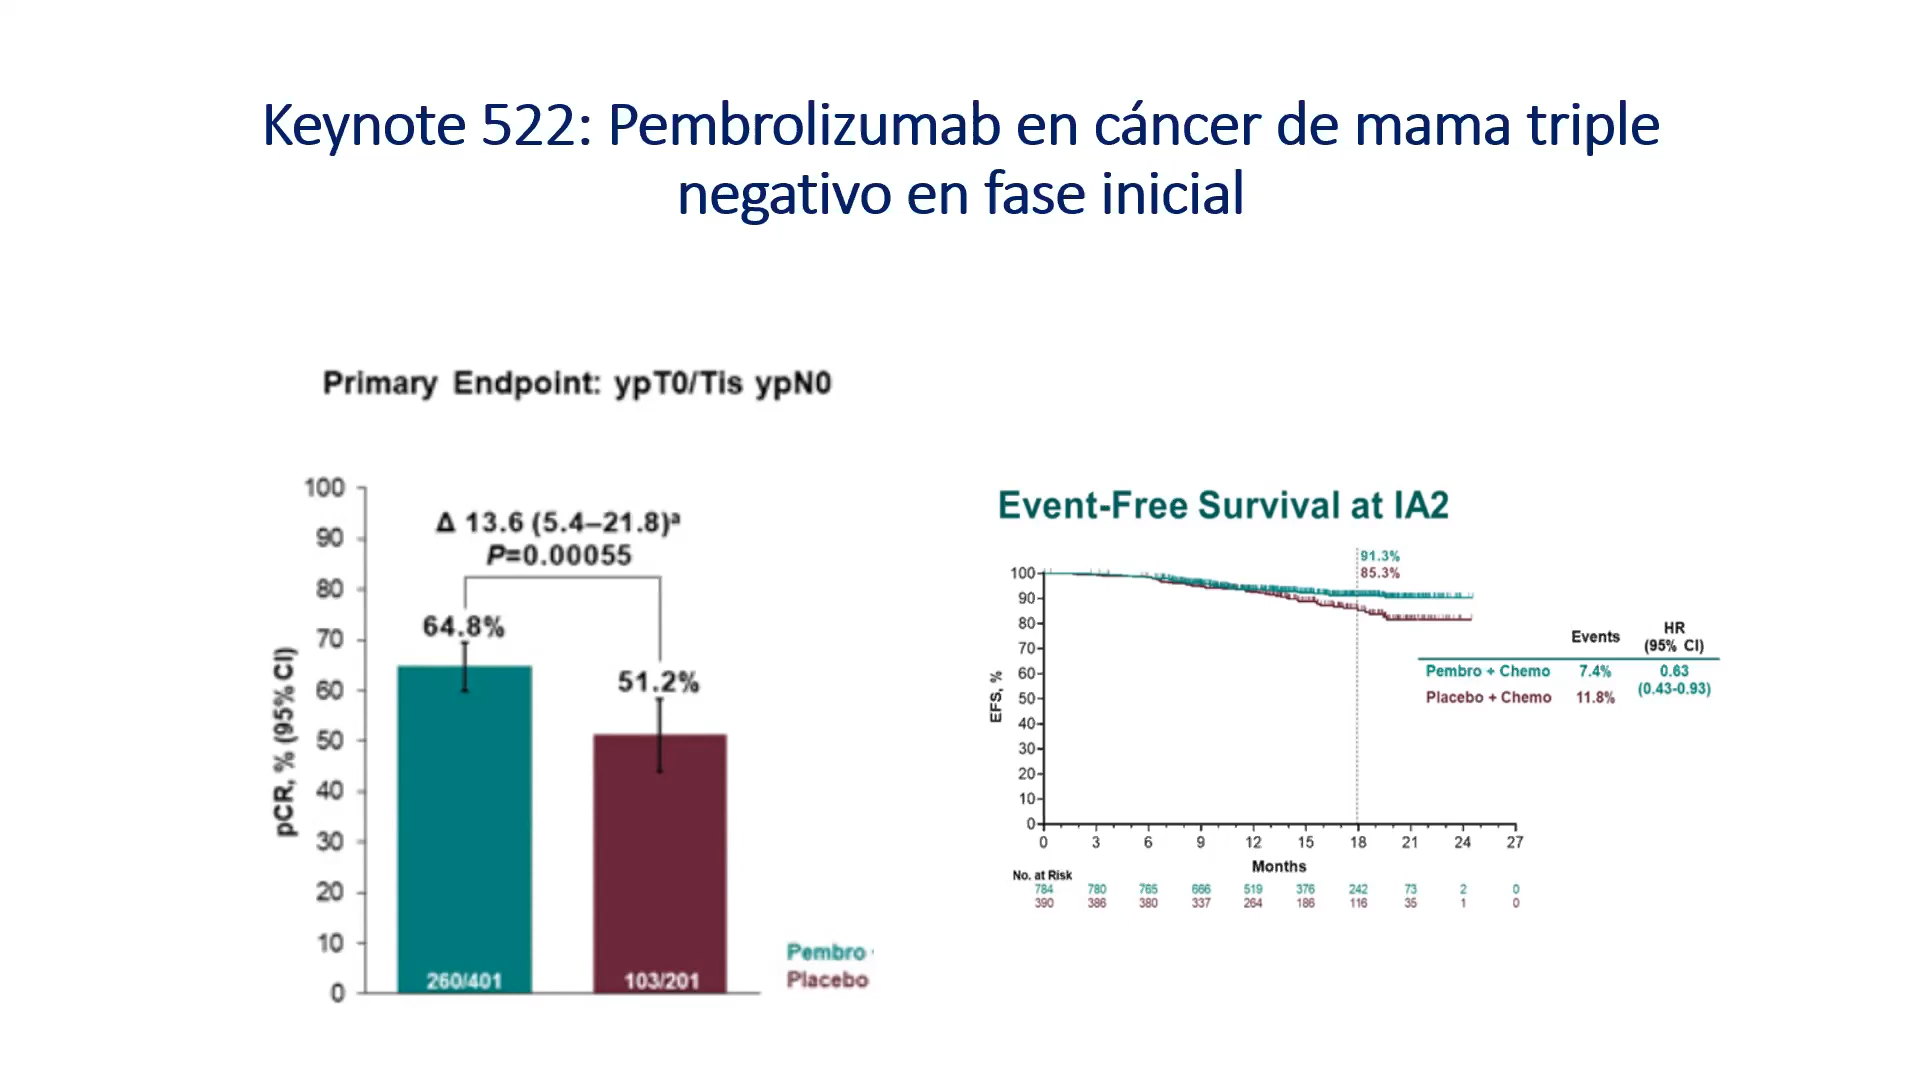 Keynote 522: Pembrolizumab en cáncer de mama triple
negativo en fase inicial
Primary Endpoint: ypT0/Tis ypN0
pCR, % (95% CI)
100
90
80
70
60
50
40
30
20
10
0
Δ 13.6 (5.4–21.8)ª
P=0.00055
64.8%
51.2%
260/401
103/201
Pembro
Placebo
Event-Free Survival at IA2
91.3%
85.3%
EFS, %
100
90
80
70
60
50
40
30
20
10
0
0 3 6 9 12 15 18 21 24 27
Months
No. at Risk
784 780 765 666 519 376 242 73 2 0
390 386 380 337 264 186 116 35 1 0
Events HR (95% CI)
Pembro + Chemo 7.4% 0.63
(0.43-0.93)
Placebo + Chemo 11.8%